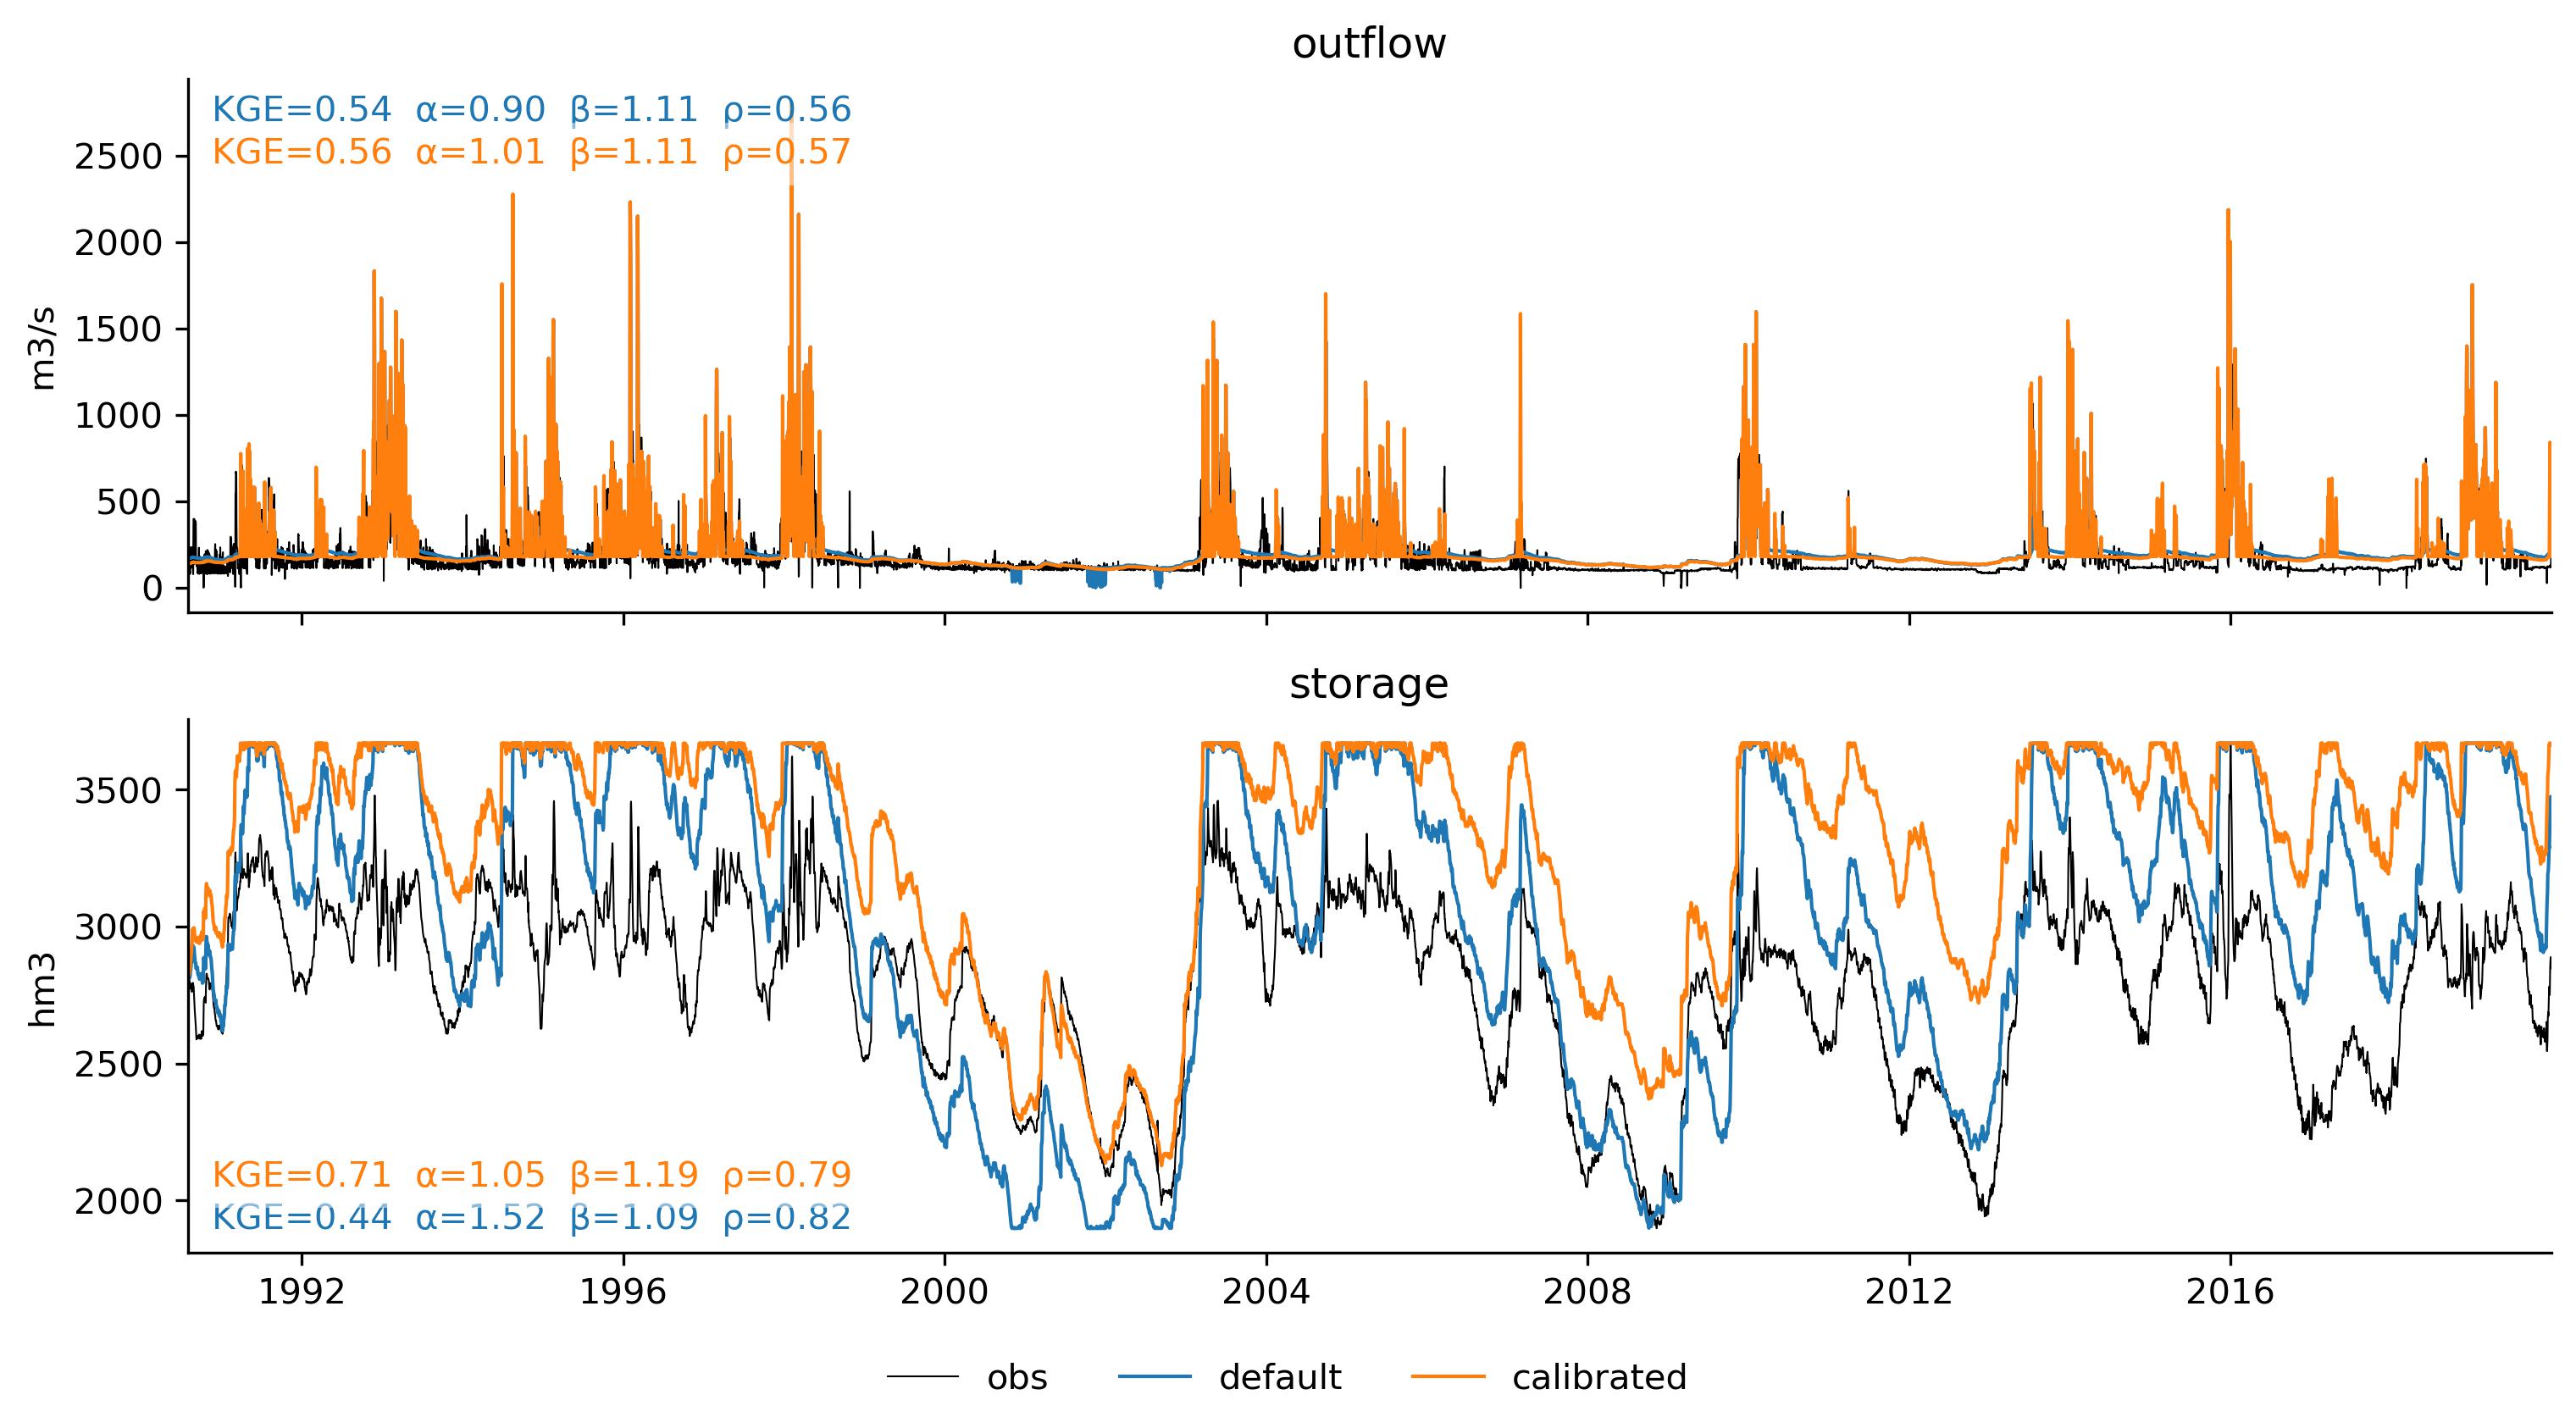 outflow
KGE=0.54 α=0.90 β=1.11 ρ=0.56
KGE=0.56 α=1.01 β=1.11 ρ=0.57
2500
2000
1500
1000
500
0
m3/s
storage
3500
3000
2500
2000
hm3
KGE=0.71 α=1.05 β=1.19 ρ=0.79
KGE=0.44 α=1.52 β=1.09 ρ=0.82
1992 1996 2000 2004 2008 2012 2016
obs default calibrated